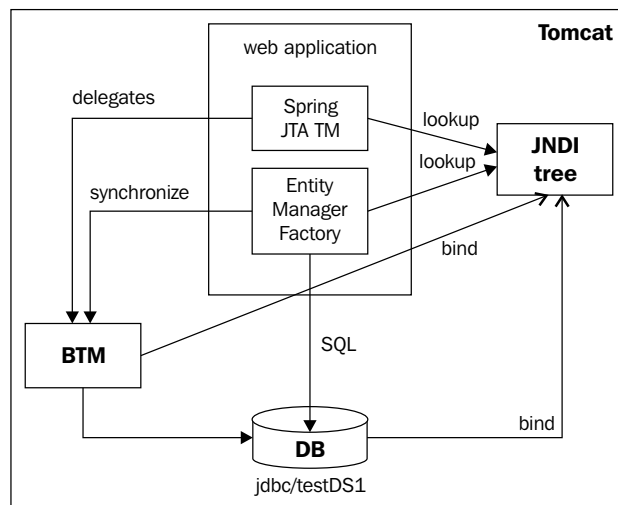 Tomcat
web application
delegates
Spring
JTA TM
lookup
JNDI
tree
lookup
synchronize
Entity
Manager
Factory
bind
BTM
SQL
DB
bind
jdbc/testDS1